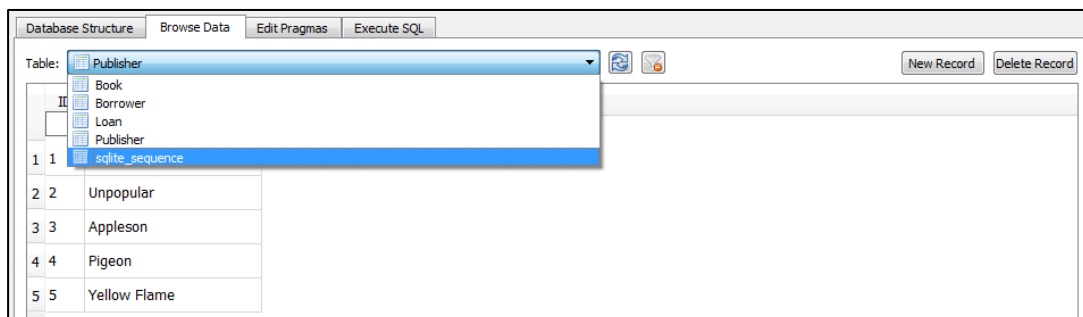 Database Structure Browse Data Edit Pragmas Execute SQL
Table: Publisher New Record Delete Record
Book
Borrower
Loan
Publisher
sqlite_sequence
1 1
2 2 Unpopular
3 3 Appleson
4 4 Pigeon
5 5 Yellow Flame